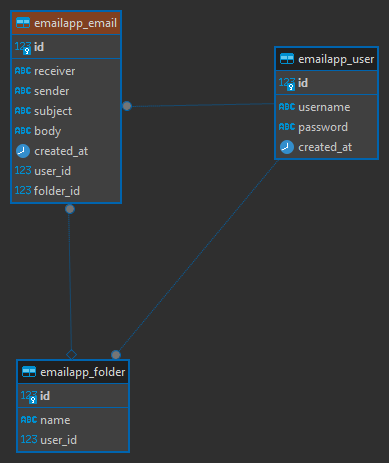 emailapp_email
123 id
ABC receiver
ABC sender
ABC subject
ABC body
created_at
123 user_id
123 folder_id
emailapp_user
123 id
ABC username
ABC password
created_at
emailapp_folder
123 id
ABC name
123 user_id